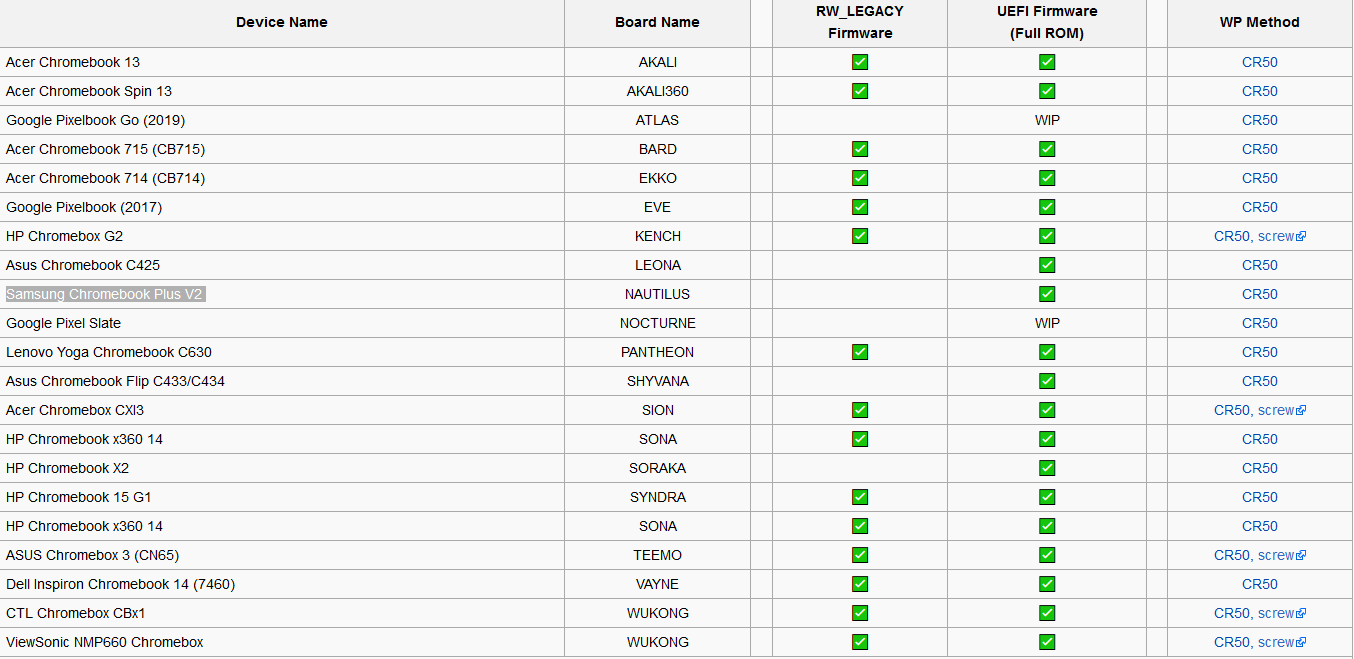 Device Name Board Name RW_LEGACY Firmware UEFI Firmware (Full ROM) WP Method
Acer Chromebook 13 AKALI CR50
Acer Chromebook Spin 13 AKALI360 CR50
Google Pixelbook Go (2019) ATLAS WIP CR50
Acer Chromebook 715 (CB715) BARD CR50
Acer Chromebook 714 (CB714) EKKO CR50
Google Pixelbook (2017) EVE CR50
HP Chromebox G2 KENCH CR50, screw
Asus Chromebook C425 LEONA CR50
Samsung Chromebook Plus V2 NAUTILUS CR50
Google Pixel Slate NOCTURNE WIP CR50
Lenovo Yoga Chromebook C630 PANTHEON CR50
Asus Chromebook Flip C433/C434 SHYVANA CR50
Acer Chromebox CXI3 SION CR50, screw
HP Chromebook x360 14 SONA CR50
HP Chromebook X2 SORAKA CR50
HP Chromebook 15 G1 SYNDRA CR50
HP Chromebook x360 14 SONA CR50
ASUS Chromebox 3 (CN65) TEEMO CR50, screw
Dell Inspiron Chromebook 14 (7460) VAYNE CR50
CTL Chromebox CBx1 WUKONG CR50, screw
ViewSonic NMP660 Chromebox WUKONG CR50, screw